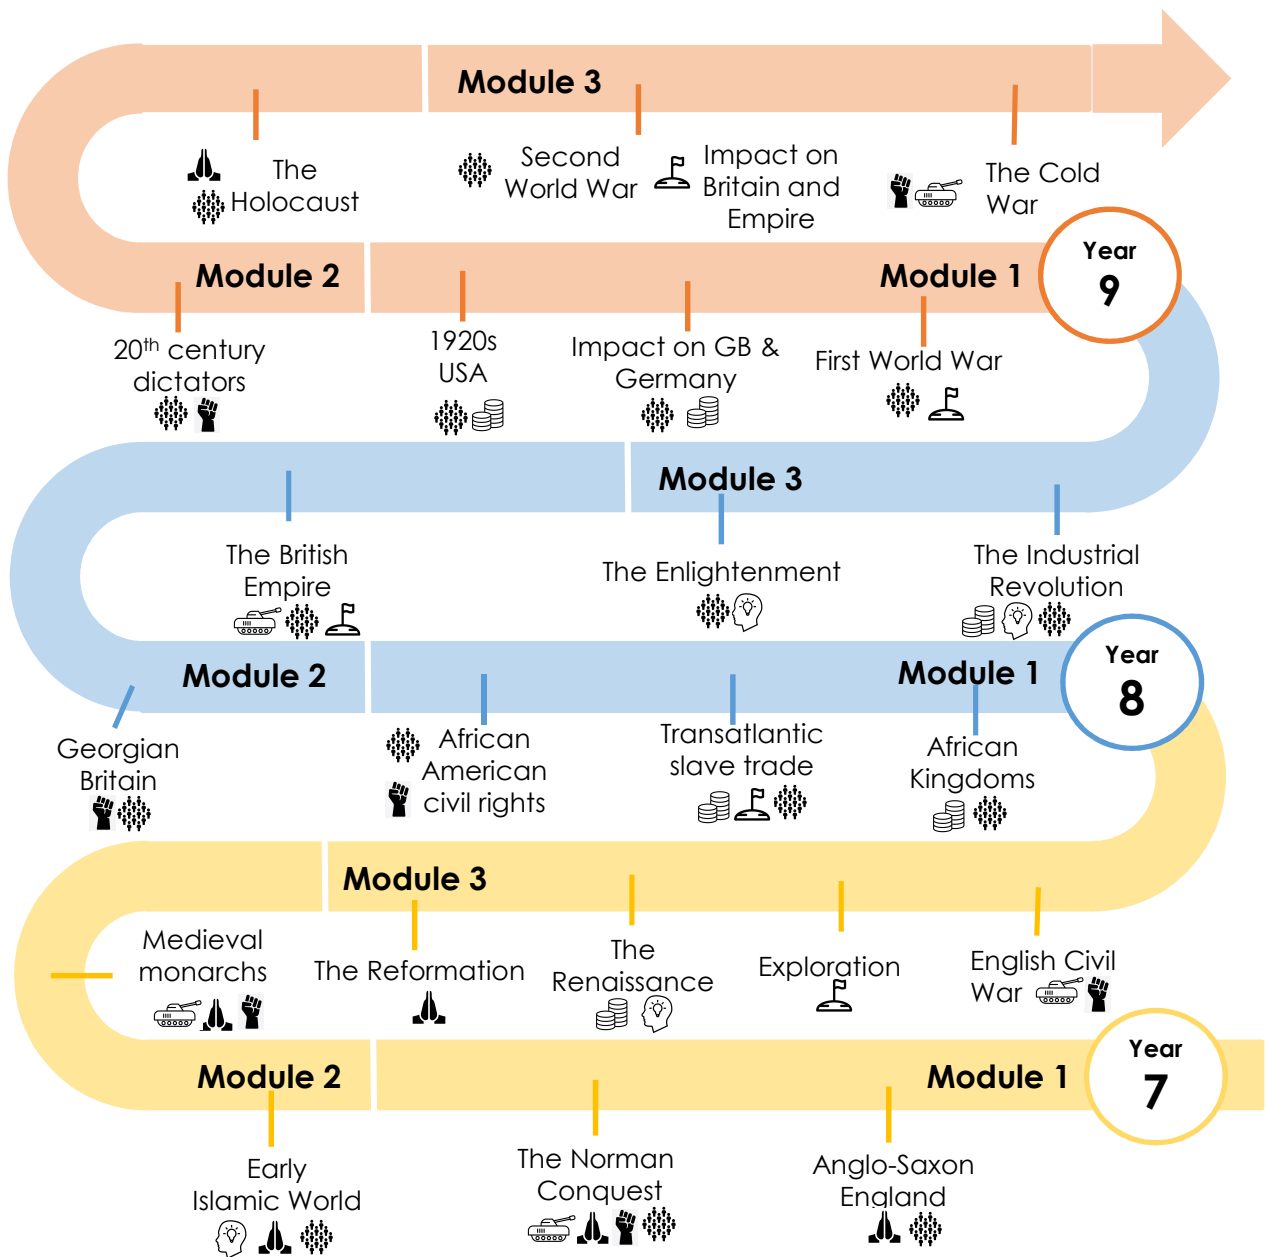 Module 3
The
Holocaust
Second
World War
Impact on
Britain and
Empire
The Cold
War
Year
9
Module 2
Module 1
20th century
dictators
1920s
USA
Impact on GB &
Germany
First World War
Module 3
The British
Empire
The Enlightenment
The Industrial
Revolution
Year
8
Module 2
Module 1
Georgian
Britain
African
American
civil rights
Transatlantic
slave trade
African
Kingdoms
Module 3
Medieval
monarchs
The Reformation
The
Renaissance
Exploration
English Civil
War
Year
7
Module 2
Module 1
Early
Islamic World
The Norman
Conquest
Anglo-Saxon
England